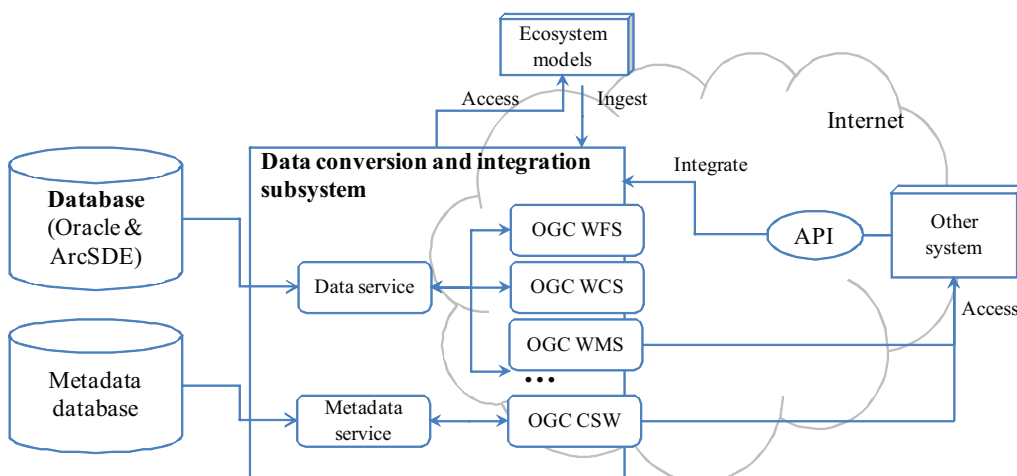 Ecosystem
models
Access
Ingest
Internet
Data conversion and integration
subsystem
Integrate
Database
(Oracle &
ArcSDE)
OGC WFS
API
Other
system
Data service
OGC WCS
Access
OGC WMS
...
Metadata
database
Metadata
service
OGC CSW